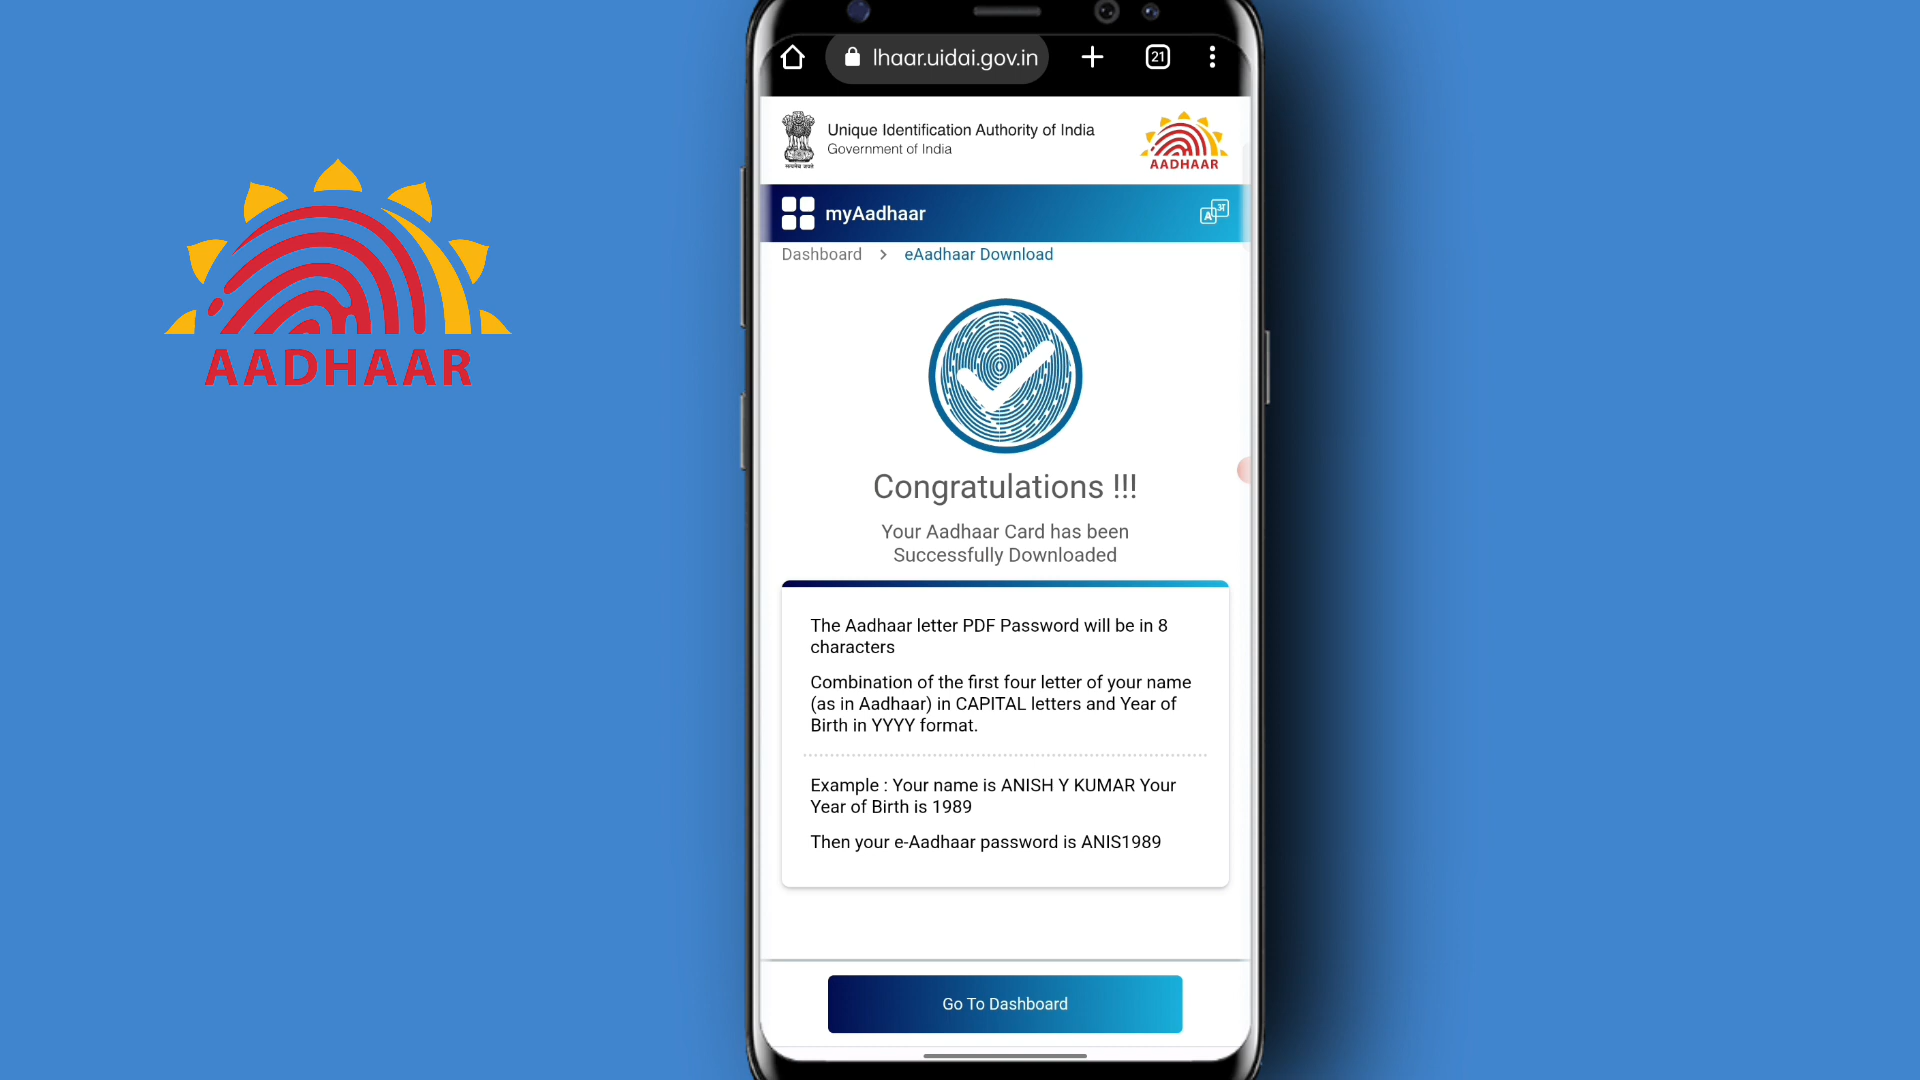 AADHAAR
lhaar.uidai.gov.in
21
Unique Identification Authority of India
Government of India
सत्यमेव जयते
AADHAAR
myAadhaar
A अ
Dashboard > eAadhaar Download
Congratulations !!!
Your Aadhaar Card has been
Successfully Downloaded
The Aadhaar letter PDF Password will be in 8
characters
Combination of the first four letter of your name
(as in Aadhaar) in CAPITAL letters and Year of
Birth in YYYY format.
Example : Your name is ANISH Y KUMAR Your
Year of Birth is 1989
Then your e-Aadhaar password is ANIS1989
Go To Dashboard